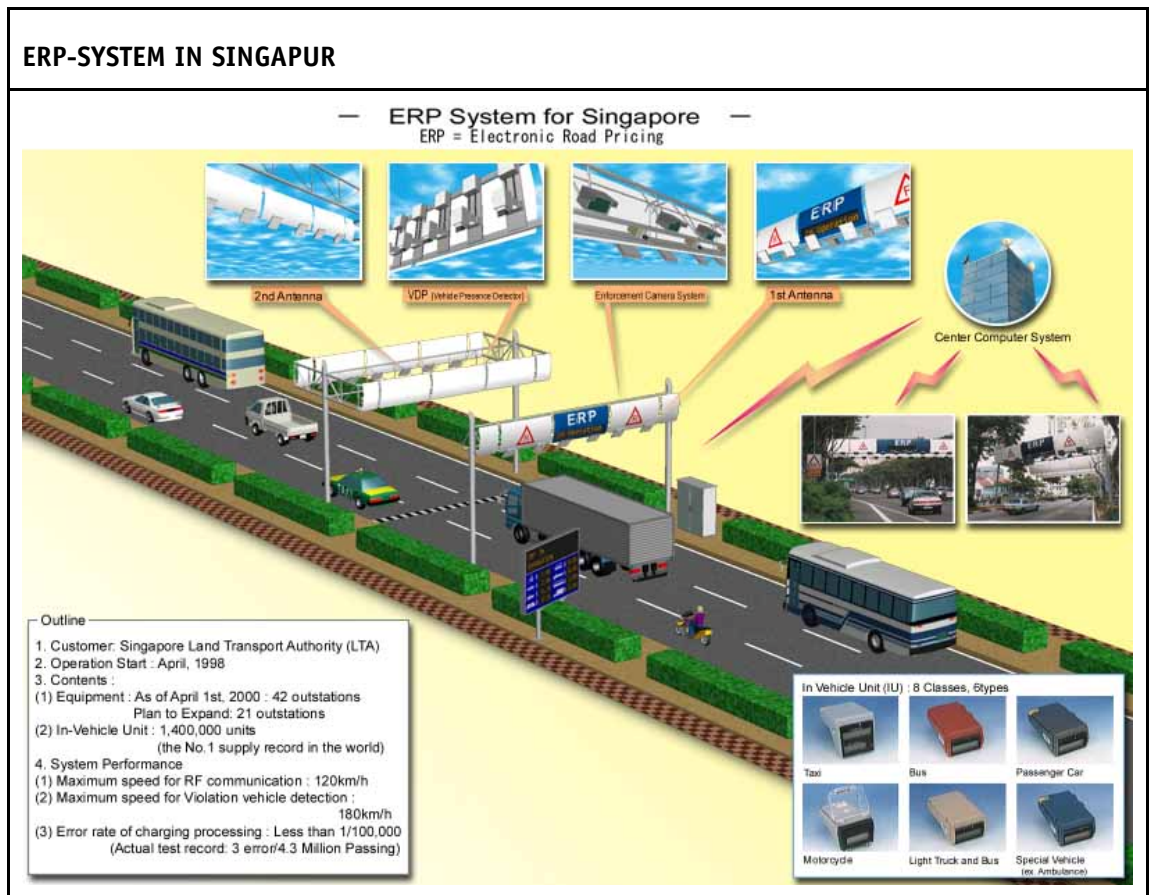 ERP-SYSTEM IN SINGAPUR
— ERP System for Singapore —
ERP = Electronic Road Pricing
2nd Antenna
VDP (Vehicle Presence Detector)
Enforcement Camera System
1st Antenna
ERP
in operation
Center Computer System
ERP
in operation
ERP
ERP
TAXI
Outline
1. Customer: Singapore Land Transport Authority (LTA)
2. Operation Start : April, 1998
3. Contents :
(1) Equipment : As of April 1st, 2000 : 42 outstations
Plan to Expand: 21 outstations
(2) In-Vehicle Unit : 1,400,000 units
(the No.1 supply record in the world)
4. System Performance
(1) Maximum speed for RF communication : 120km/h
(2) Maximum speed for Violation vehicle detection :
180km/h
(3) Error rate of charging processing : Less than 1/100,000
(Actual test record: 3 error/4.3 Million Passing)
In Vehicle Unit (IU) : 8 Classes, 6types
Taxi
Bus
Passenger Car
Motorcycle
Light Truck and Bus
Special Vehicle
(ex. Ambulance)